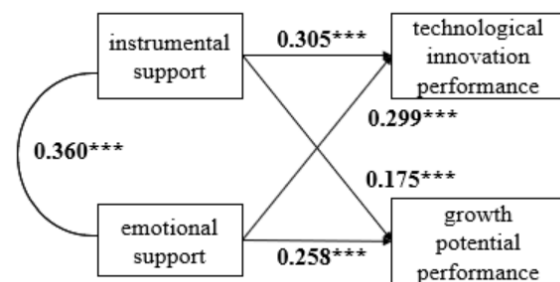 instrumental
support
0.305***
technological
innovation
performance
0.299***
0.360***
0.175***
emotional
support
0.258***
growth
potential
performance